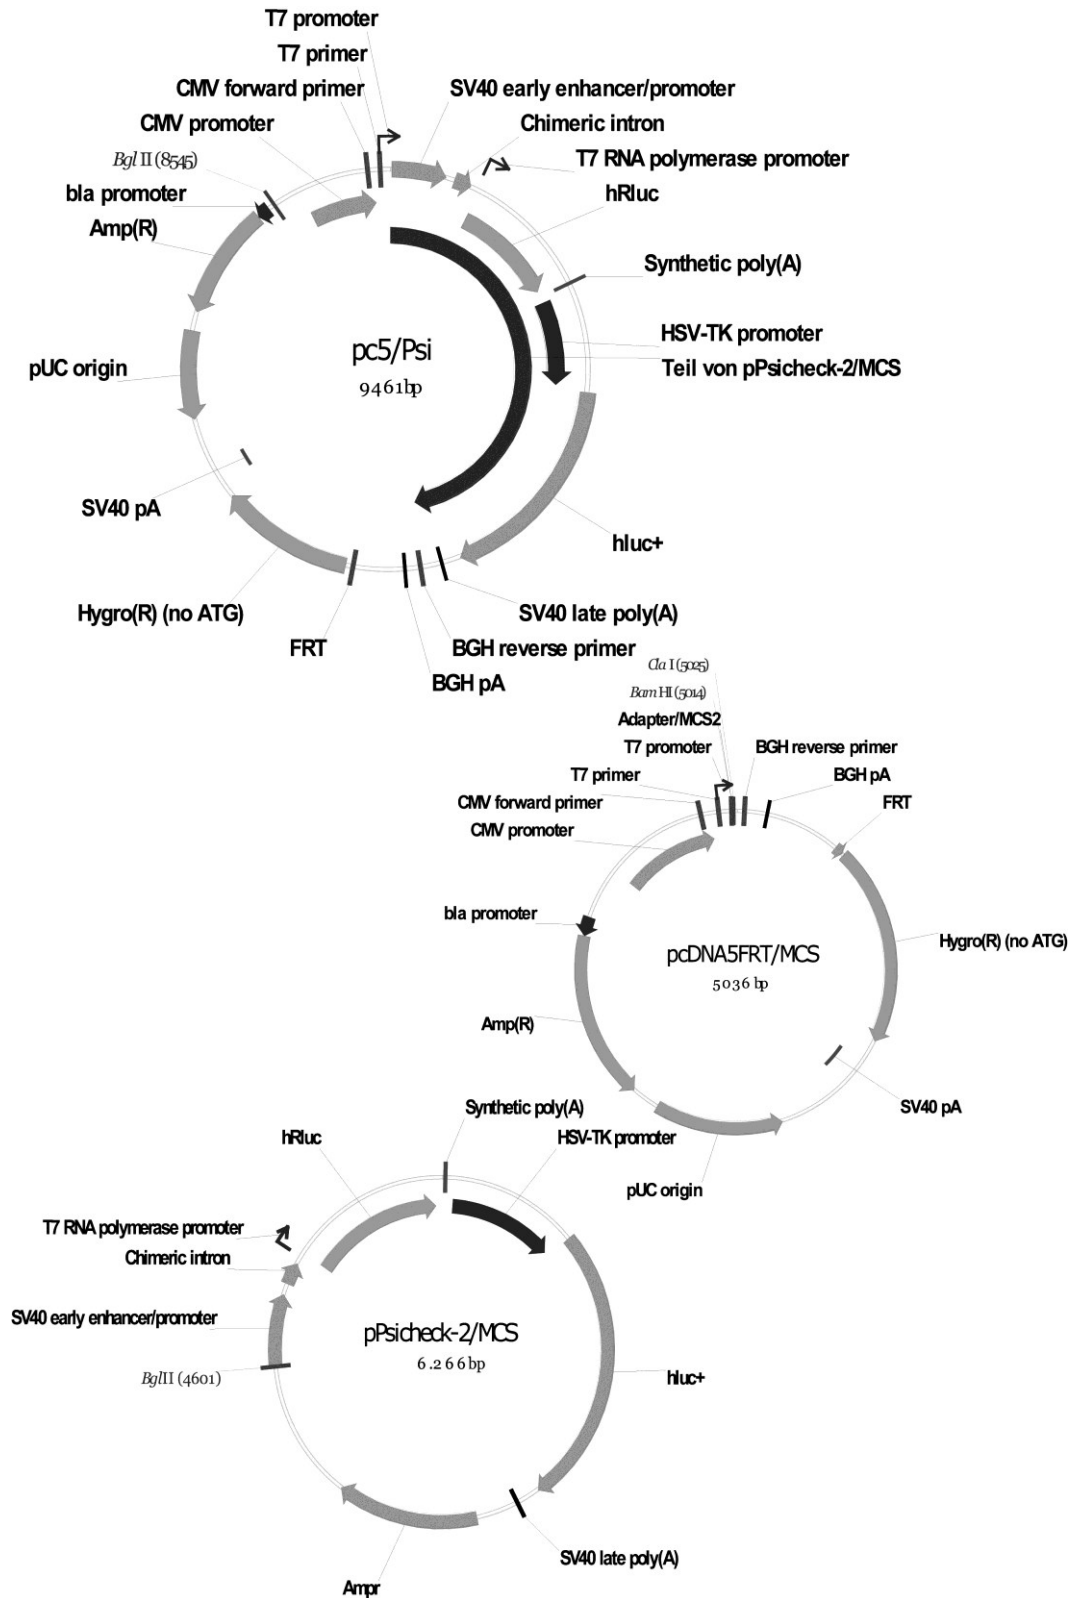 T7 promoter
T7 primer
CMV forward primer
SV40 early enhancer/promoter
CMV promoter
Chimeric intron
Bgl II (8545)
T7 RNA polymerase promoter
bla promoter
hRluc
Amp(R)
Synthetic poly(A)
HSV-TK promoter
pc5/Psi
9461bp
pUC origin
Teil von pPsicheck-2/MCS
SV40 pA
hluc+
Hygro(R) (no ATG)
SV40 late poly(A)
FRT
BGH reverse primer
BGH pA
Cla I (5025)
Bam HI (5014)
Adapter/MCS2
T7 promoter
BGH reverse primer
T7 primer
BGH pA
CMV forward primer
FRT
CMV promoter
bla promoter
Hygro(R) (no ATG)
pcDNA5FRT/MCS
5036 bp
Amp(R)
SV40 pA
pUC origin
Synthetic poly(A)
hRluc
HSV-TK promoter
T7 RNA polymerase promoter
Chimeric intron
SV40 early enhancer/promoter
pPsicheck-2/MCS
6.266bp
BglII (4601)
hluc+
SV40 late poly(A)
Ampr